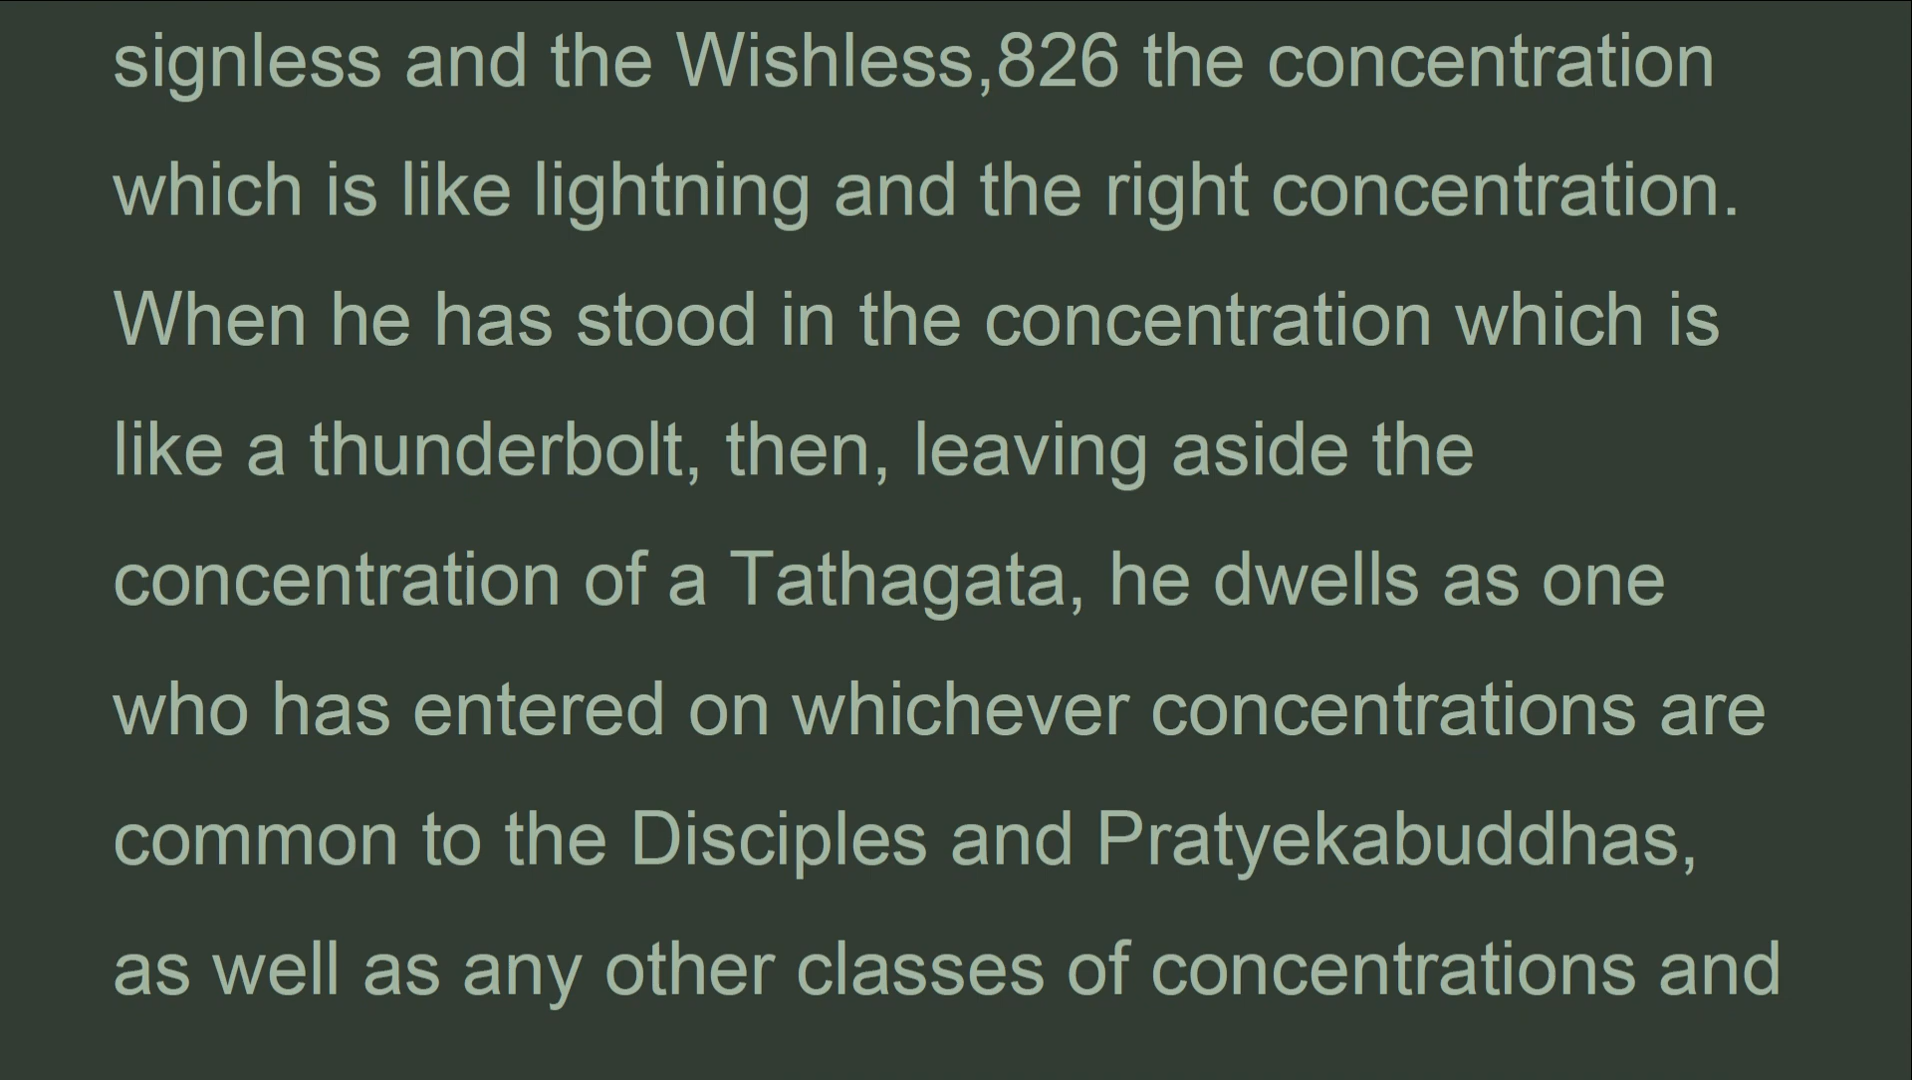 signless and the Wishless,826 the concentration
which is like lightning and the right concentration.
When he has stood in the concentration which is
like a thunderbolt, then, leaving aside the
concentration of a Tathagata, he dwells as one
who has entered on whichever concentrations are
common to the Disciples and Pratyekabuddhas,
as well as any other classes of concentrations and